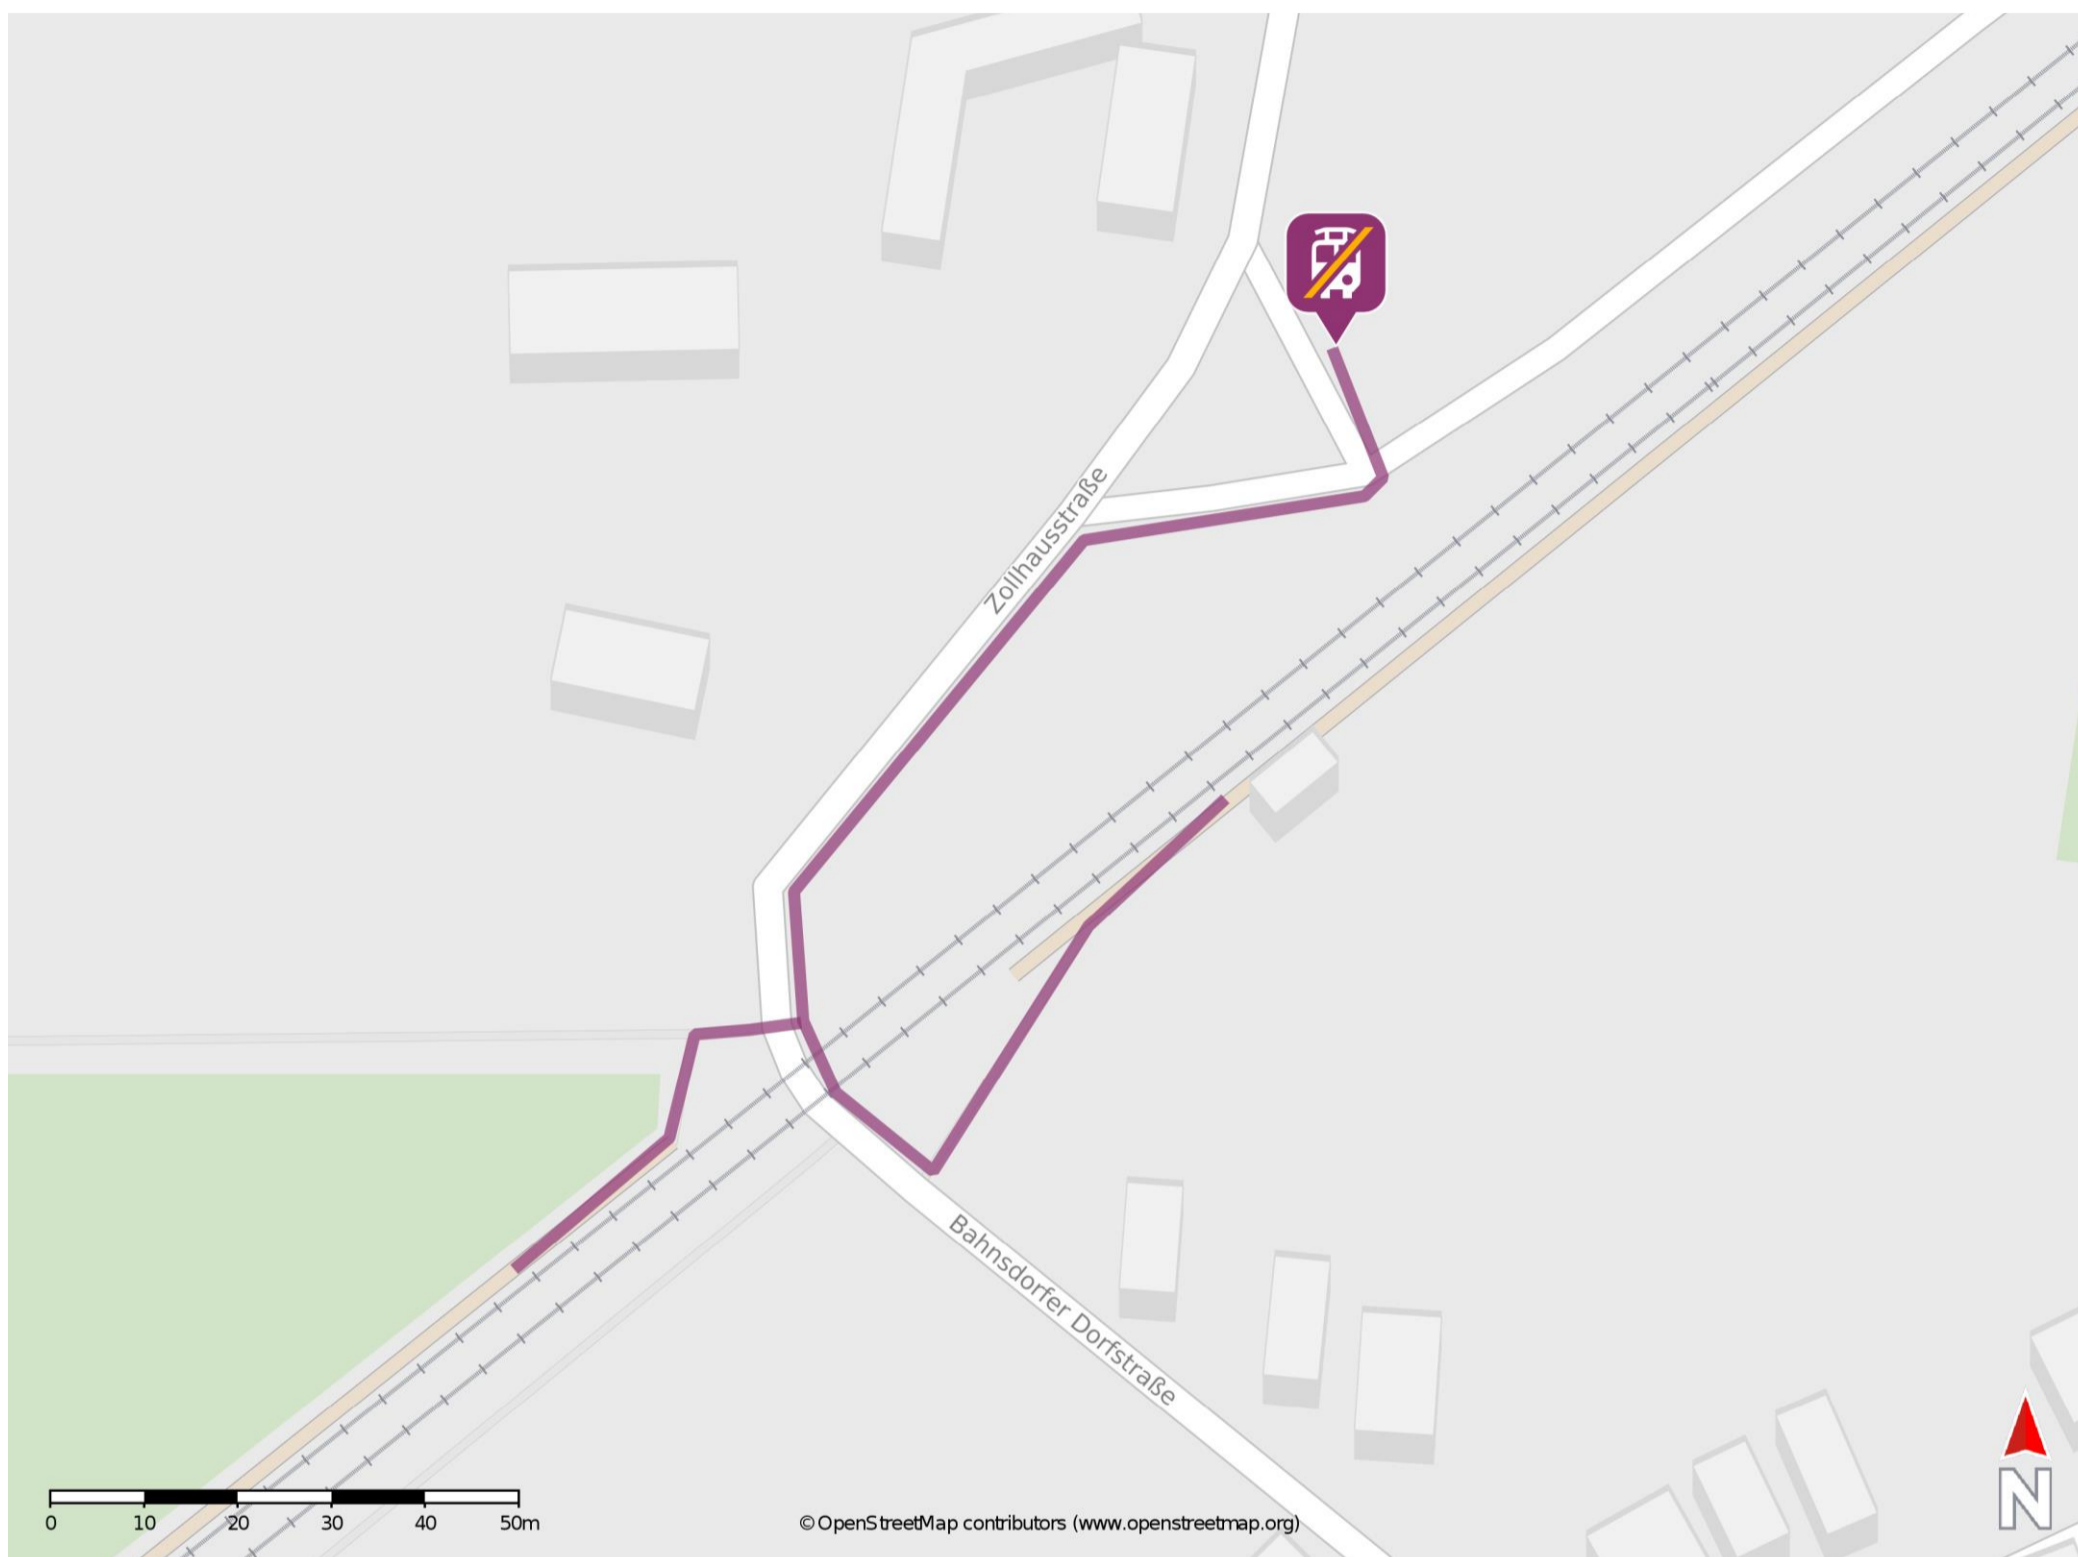 Zollhausstraße
Bahnsdorfer Dorfstraße
0 10 20 30 40 50m
© OpenStreetMap contributors (www.openstreetmap.org)
N